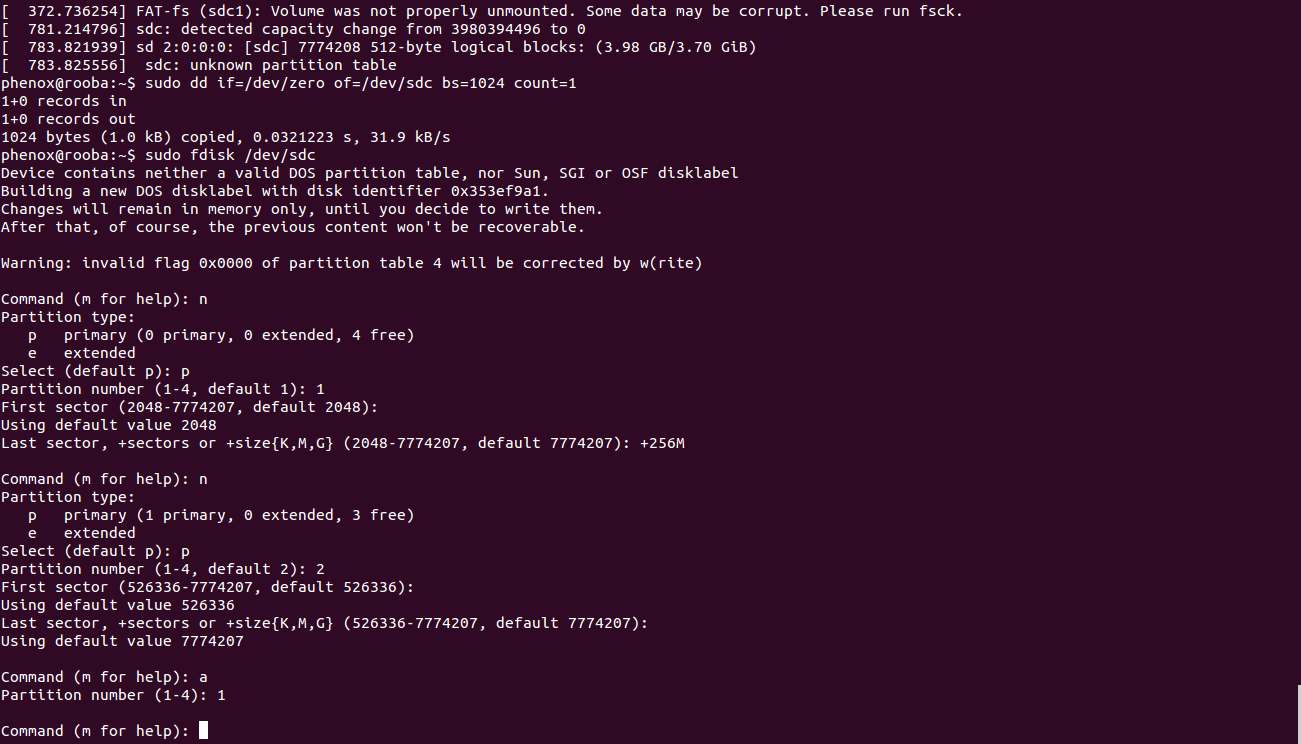 [  372.736254] FAT-fs (sdc1): Volume was not properly unmounted. Some data may be corrupt. Please run fsck.
[  781.214796] sdc: detected capacity change from 3980394496 to 0
[  783.821939] sd 2:0:0:0: [sdc] 7774208 512-byte logical blocks: (3.98 GB/3.70 GiB)
[  783.825556]  sdc: unknown partition table
phenox@rooba:~$ sudo dd if=/dev/zero of=/dev/sdc bs=1024 count=1
1+0 records in
1+0 records out
1024 bytes (1.0 kB) copied, 0.0321223 s, 31.9 kB/s
phenox@rooba:~$ sudo fdisk /dev/sdc
Device contains neither a valid DOS partition table, nor Sun, SGI or OSF disklabel
Building a new DOS disklabel with disk identifier 0x353ef9a1.
Changes will remain in memory only, until you decide to write them.
After that, of course, the previous content won't be recoverable.

Warning: invalid flag 0x0000 of partition table 4 will be corrected by w(rite)

Command (m for help): n
Partition type:
   p   primary (0 primary, 0 extended, 4 free)
   e   extended
Select (default p): p
Partition number (1-4, default 1): 1
First sector (2048-7774207, default 2048):
Using default value 2048
Last sector, +sectors or +size{K,M,G} (2048-7774207, default 7774207): +256M

Command (m for help): n
Partition type:
   p   primary (1 primary, 0 extended, 3 free)
   e   extended
Select (default p): p
Partition number (1-4, default 2): 2
First sector (526336-7774207, default 526336):
Using default value 526336
Last sector, +sectors or +size{K,M,G} (526336-7774207, default 7774207):
Using default value 7774207

Command (m for help): a
Partition number (1-4): 1

Command (m for help):